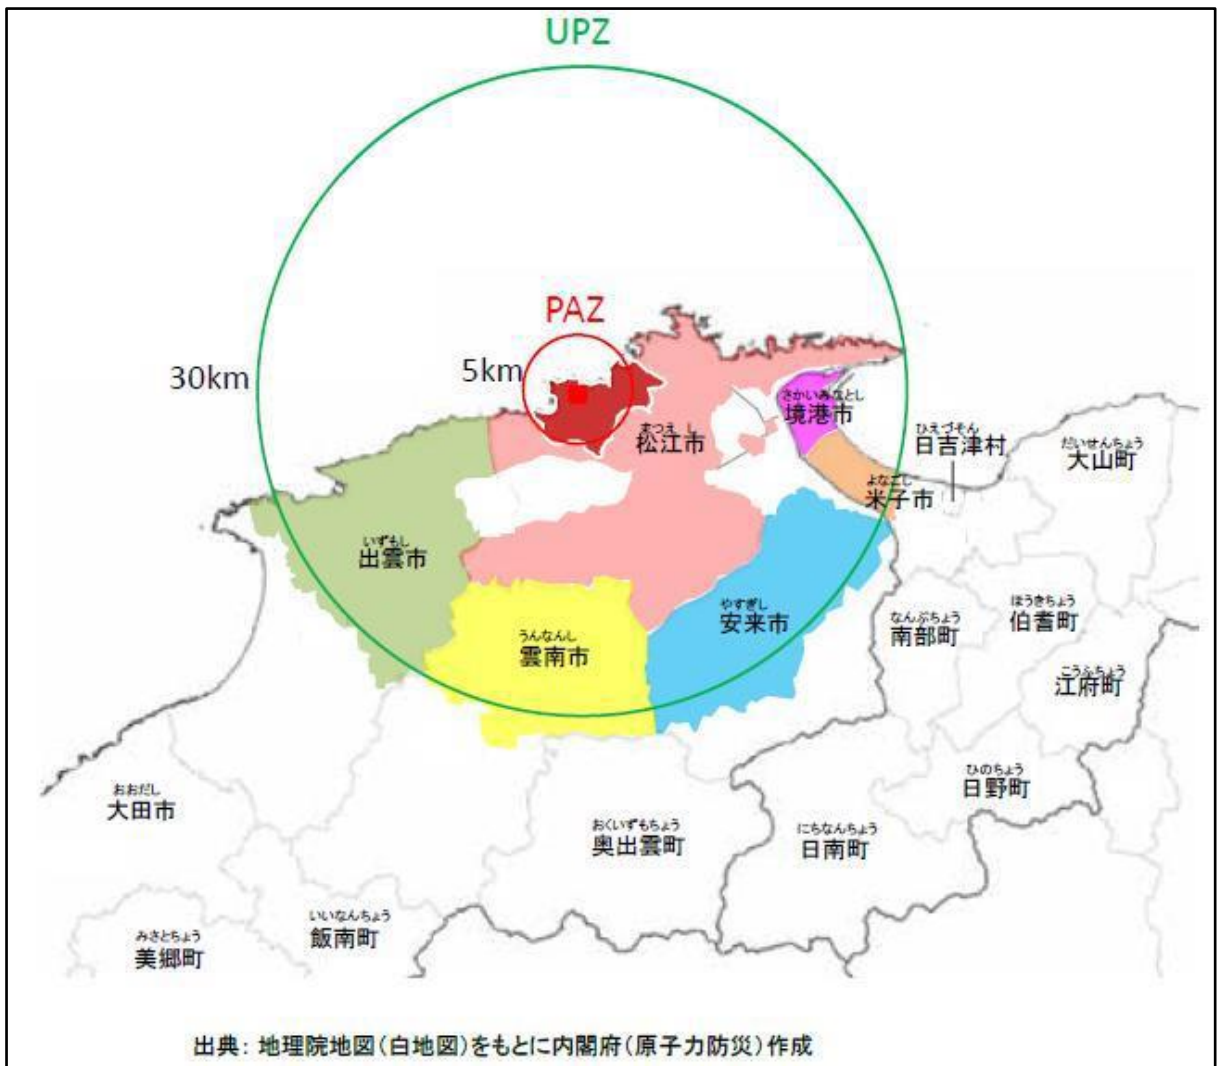 UPZ
PAZ
30km
5km
さかいみなとし
境港市
まつえ し
松江市
ひえづそん
日吉津村
だいせんちょう
大山町
よなごし
米子市
いずもし
出雲市
やすぎし
安来市
なんぶちょう
南部町
ほうきちょう
伯耆町
うんなんし
雲南市
こうふちょう
江府町
ひのちょう
日野町
おおだし
大田市
おくいずもちょう
奥出雲町
にちなんちょう
日南町
いいなんちょう
飯南町
みさとちょう
美郷町
出典: 地理院地図(白地図)をもとに内閣府(原子力防災)作成